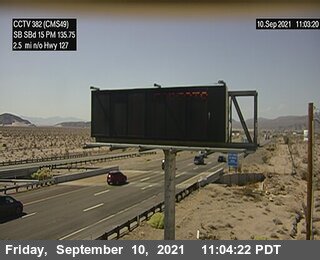 CCTV 382 (CMS49)
SB SBd 15 PM 135.75
2.5 mi n/o Hwy 127
10.Sep 2021 11:03:20
Friday, September 10, 2021 11:04:22 PDT